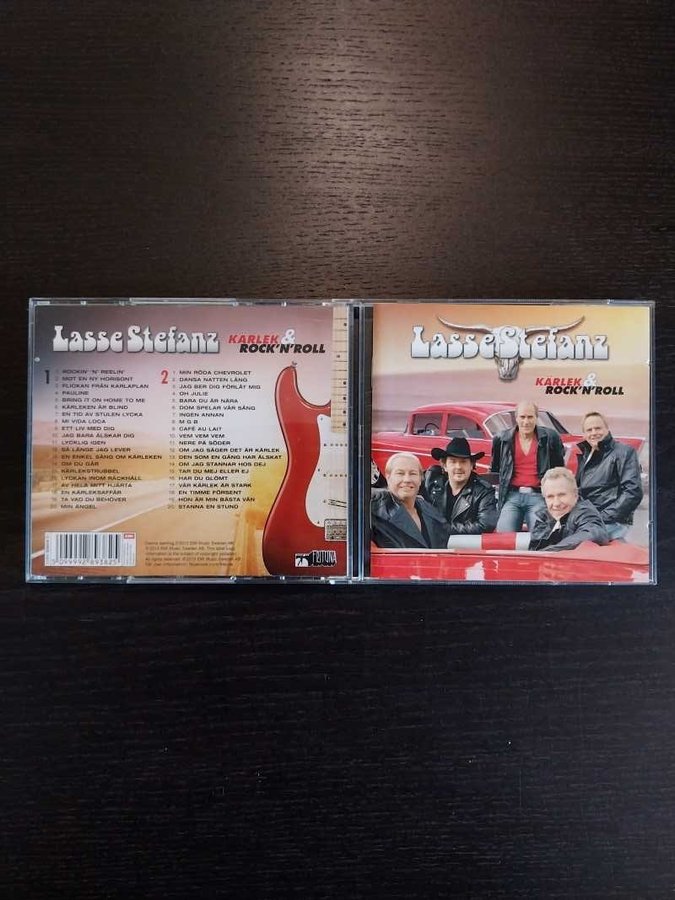 Lasse Stefanz
KÄRLEK &
ROCK'N'ROLL
1
ROCKIN' 'N' REELIN'
MOT EN NY HORISONT
FLICKAN FRÅN KARLAPLAN
PAULINE
BRING IT ON HOME TO ME
KÄRLEKEN ÄR BLIND
EN TID AV STULEN LYCKA
MI VIDA LOCA
ETT LIV MED DIG
JAG BARA ÄLSKAR DIG
LYCKLIG IGEN
SÅ LÄNGE JAG LEVER
EN ENKEL SÅNG OM KÄRLEKEN
OM DU GÅR
KÄRLEKSTRUBBEL
LYCKAN INOM RÄCKHÅLL
AV HELA MITT HJÄRTA
EN KÄRLEKSAFFÄR
TA VAD DU BEHÖVER
MIN ÄNGEL
2
MIN RÖDA CHEVROLET
DANSA NATTEN LÅNG
JAG BER DIG FÖRLÅT MIG
OH JULIE
BARA DU ÄR NÄRA
DOM SPELAR VÅR SÅNG
INGEN ANNAN
M G B
CAFÉ AU LAIT
VEM VEM VEM
NERE PÅ SÖDER
OM JAG SÄGER DET ÄR KÄRLEK
DEN SOM EN GÅNG HAR ÄLSKAT
OM JAG STANNAR HOS DEJ
TAR DU MEJ ELLER EJ
HAR DU GLÖMT
VÅR KÄRLEK ÄR STARK
EN TIMME FÖRSENT
HON ÄR MIN BÄSTA VÄN
STANNA EN STUND
EMI
5 099992 893825
FRITUNA
Lasse Stefanz
KÄRLEK &
ROCK'N'ROLL